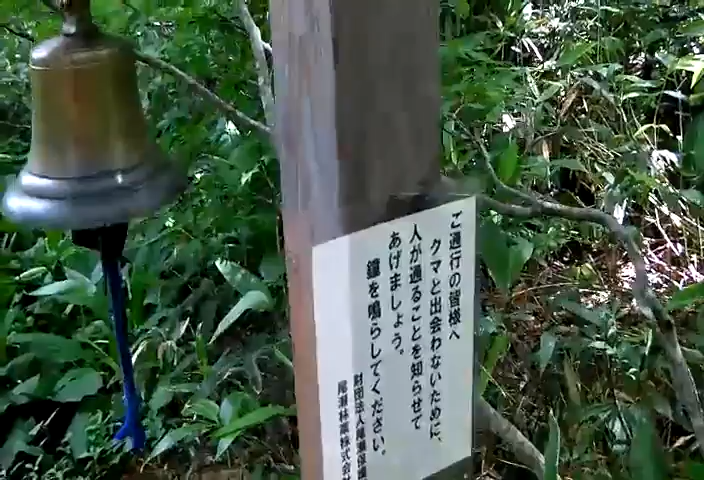 ご通行の皆様へ
クマと出会わないために、
人が通ることを知らせて
あげましょう。
鐘を鳴らしてください。
財団法人尾瀬保護
尾瀬林業株式会